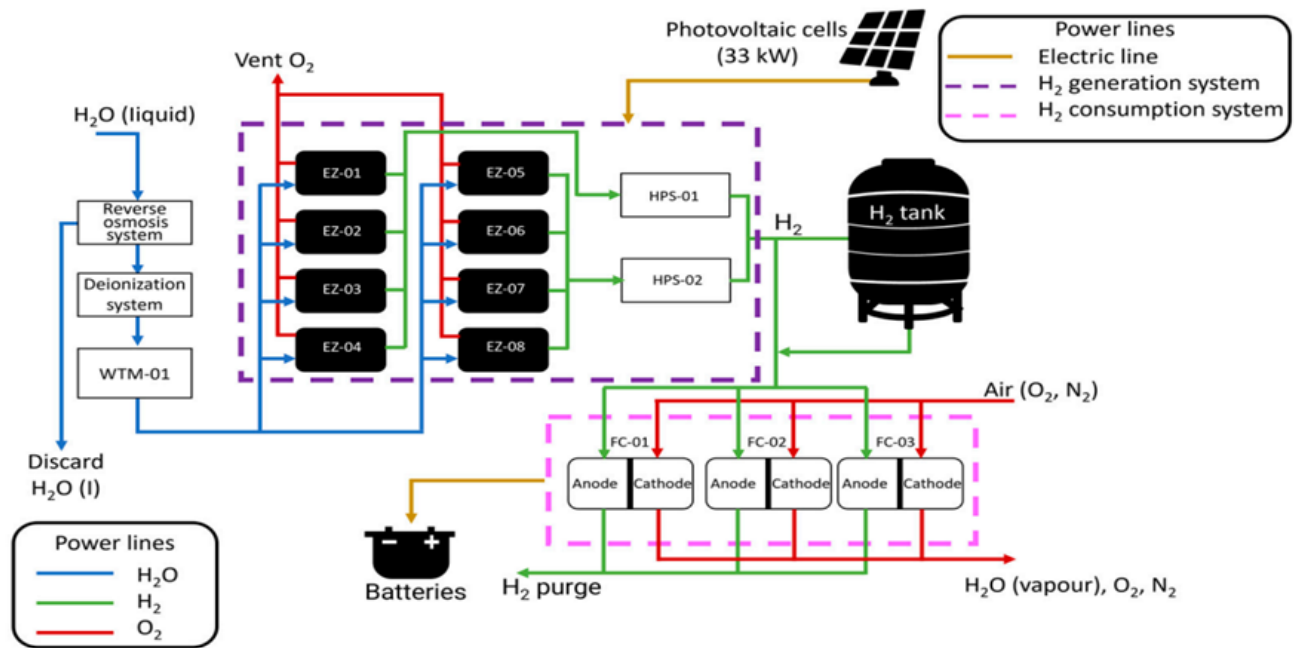 Photovoltaic cells
(33 kW)
Power lines
Electric line
H₂ generation system
H₂ consumption system
Vent O₂
H₂O (liquid)
Reverse
osmosis
system
Deionization
system
WTM-01
Discard
H₂O (I)
EZ-01
EZ-02
EZ-03
EZ-04
EZ-05
EZ-06
EZ-07
EZ-08
HPS-01
HPS-02
H₂
H₂ tank
Air (O₂, N₂)
FC-01
FC-02
FC-03
Anode
Cathode
Anode
Cathode
Anode
Cathode
Batteries
H₂ purge
H₂O (vapour), O₂, N₂
Power lines
H₂O
H₂
O₂